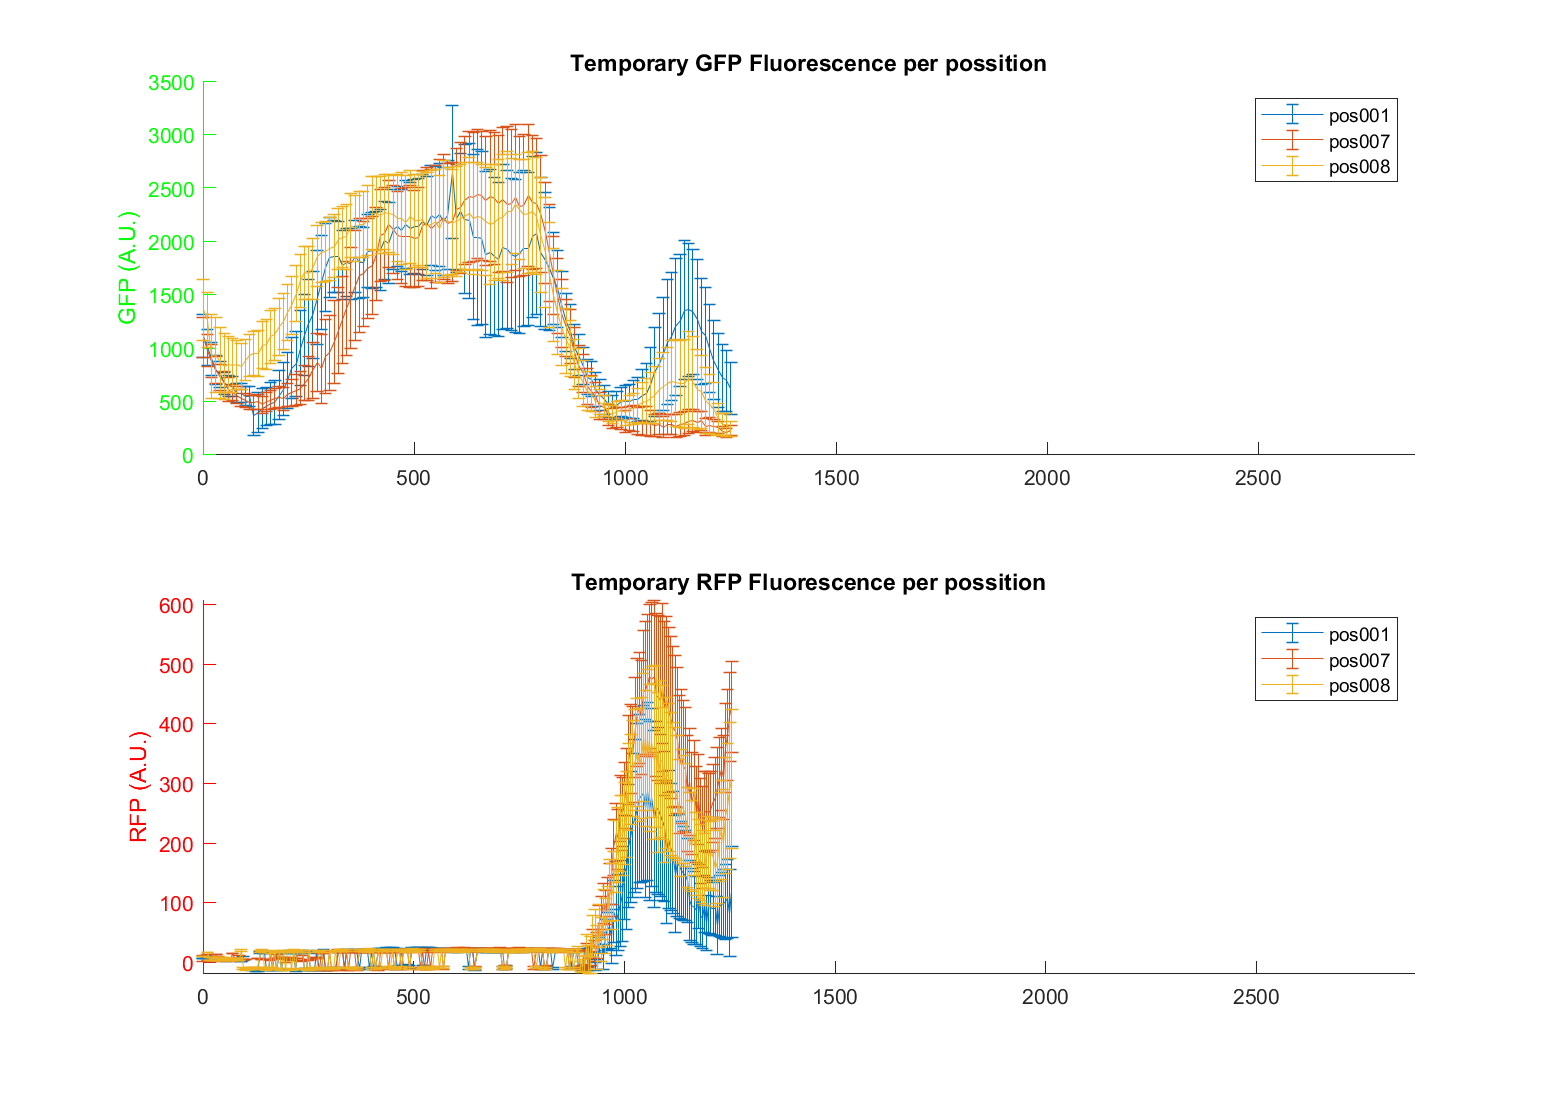 Temporary GFP Fluorescence per possition
GFP (A.U.)
3500
3000
2500
2000
1500
1000
500
0
0 500 1000 1500 2000 2500
pos001
pos007
pos008
Temporary RFP Fluorescence per possition
RFP (A.U.)
600
500
400
300
200
100
0
0 500 1000 1500 2000 2500
pos001
pos007
pos008